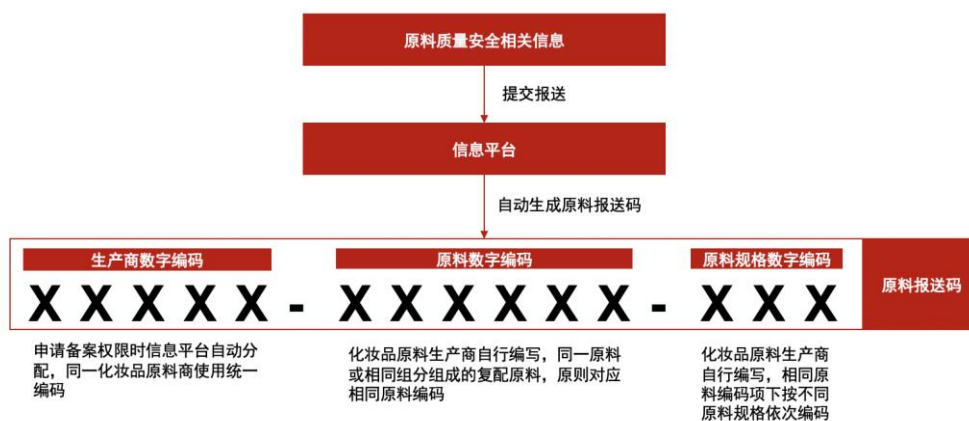 原料质量安全相关信息
提交报送
信息平台
自动生成原料报送码
生产商数字编码
原料数字编码
原料规格数字编码
原料报送码
XXXXX-XXXXXX-XXX
申请备案权限时信息平台自动分
配，同一化妆品原料商使用统一
编码
化妆品原料生产商自行编写，同一原料
或相同组分组成的复配原料，原则对应
相同原料编码
化妆品原料生产商
自行编写，相同原
料编码项下按不同
原料规格依次编码